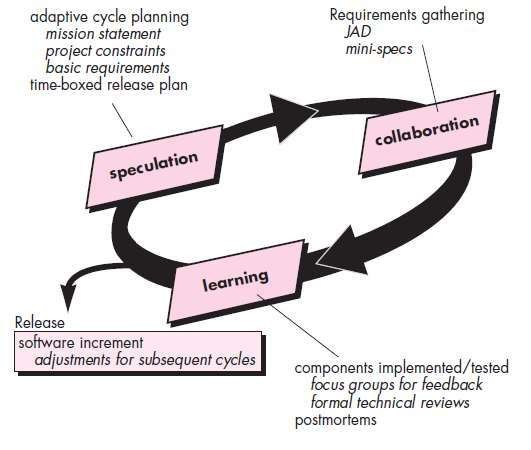 adaptive cycle planning
mission statement
project constraints
basic requirements
time-boxed release plan
Requirements gathering
JAD
mini-specs
speculation
collaboration
learning
Release
software increment
adjustments for subsequent cycles
components implemented/tested
focus groups for feedback
formal technical reviews
postmortems